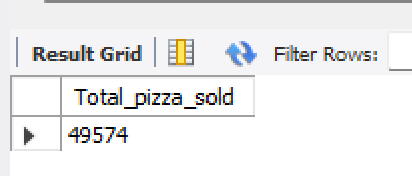 Result Grid Filter Rows:
Total_pizza_sold
49574